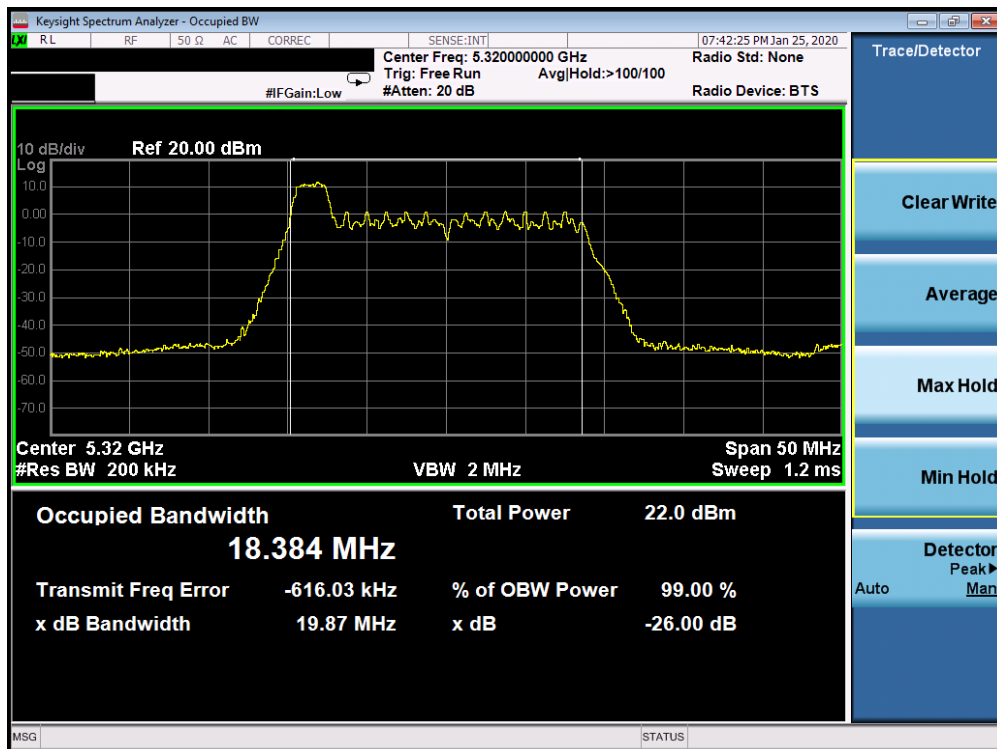 Keysight Spectrum Analyzer - Occupied BW
LXI RL RF 50 Ω AC CORREC SENSE:INT 07:42:25 PM Jan 25, 2020
Center Freq: 5.320000000 GHz Radio Std: None
Trig: Free Run Avg|Hold:>100/100
#IFGain:Low #Atten: 20 dB Radio Device: BTS
10 dB/div Ref 20.00 dBm
Log
10.0
0.00
-10.0
-20.0
-30.0
-40.0
-50.0
-60.0
-70.0
Center 5.32 GHz Span 50 MHz
#Res BW 200 kHz VBW 2 MHz Sweep 1.2 ms
Occupied Bandwidth Total Power 22.0 dBm
18.384 MHz
Transmit Freq Error -616.03 kHz % of OBW Power 99.00 %
x dB Bandwidth 19.87 MHz x dB -26.00 dB
MSG STATUS
Trace/Detector
Clear Write
Average
Max Hold
Min Hold
Detector
Peak▶
Auto Man